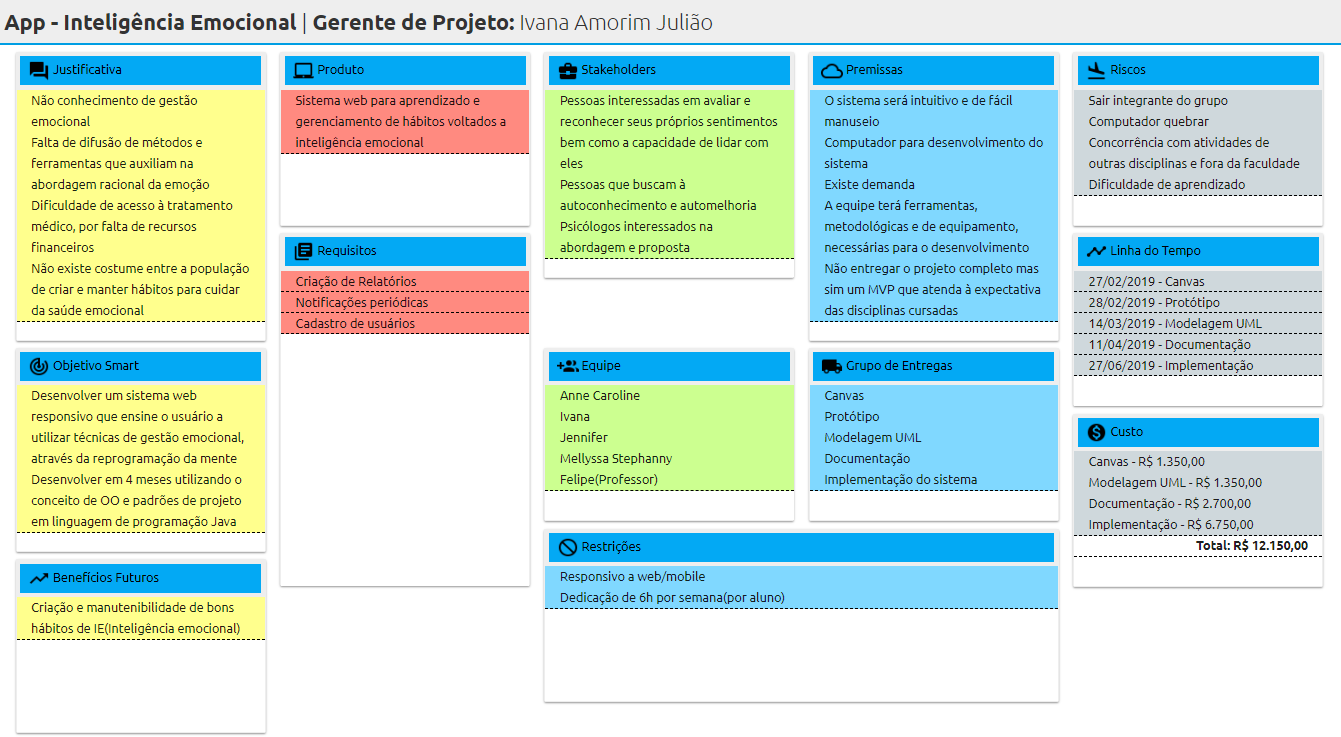 App - Inteligência Emocional | Gerente de Projeto: Ivana Amorim Julião
Justificativa
Não conhecimento de gestão
emocional
Falta de difusão de métodos e
ferramentas que auxiliam na
abordagem racional da emoção
Dificuldade de acesso à tratamento
médico, por falta de recursos
financeiros
Não existe costume entre a população
de criar e manter hábitos para cuidar
da saúde emocional
Objetivo Smart
Desenvolver um sistema web
responsivo que ensine o usuário a
utilizar técnicas de gestão emocional,
através da reprogramação da mente
Desenvolver em 4 meses utilizando o
conceito de OO e padrões de projeto
em linguagem de programação Java
Benefícios Futuros
Criação e manutenibilidade de bons
hábitos de IE(Inteligência emocional)
Produto
Sistema web para aprendizado e
gerenciamento de hábitos voltados a
inteligência emocional
Requisitos
Criação de Relatórios
Notificações periódicas
Cadastro de usuários
Stakeholders
Pessoas interessadas em avaliar e
reconhecer seus próprios sentimentos
bem como a capacidade de lidar com
eles
Pessoas que buscam à
autoconhecimento e automelhoria
Psicólogos interessados na
abordagem e proposta
Equipe
Anne Caroline
Ivana
Jennifer
Mellyssa Stephanny
Felipe(Professor)
Premissas
O sistema será intuitivo e de fácil
manuseio
Computador para desenvolvimento do
sistema
Existe demanda
A equipe terá ferramentas,
metodológicas e de equipamento,
necessárias para o desenvolvimento
Não entregar o projeto completo mas
sim um MVP que atenda à expectativa
das disciplinas cursadas
Grupo de Entregas
Canvas
Protótipo
Modelagem UML
Documentação
Implementação do sistema
Restrições
Responsivo a web/mobile
Dedicação de 6h por semana(por aluno)
Riscos
Sair integrante do grupo
Computador quebrar
Concorrência com atividades de
outras disciplinas e fora da faculdade
Dificuldade de aprendizado
Linha do Tempo
27/02/2019 - Canvas
28/02/2019 - Protótipo
14/03/2019 - Modelagem UML
11/04/2019 - Documentação
27/06/2019 - Implementação
Custo
Canvas - R$ 1.350,00
Modelagem UML - R$ 1.350,00
Documentação - R$ 2.700,00
Implementação - R$ 6.750,00
Total: R$ 12.150,00